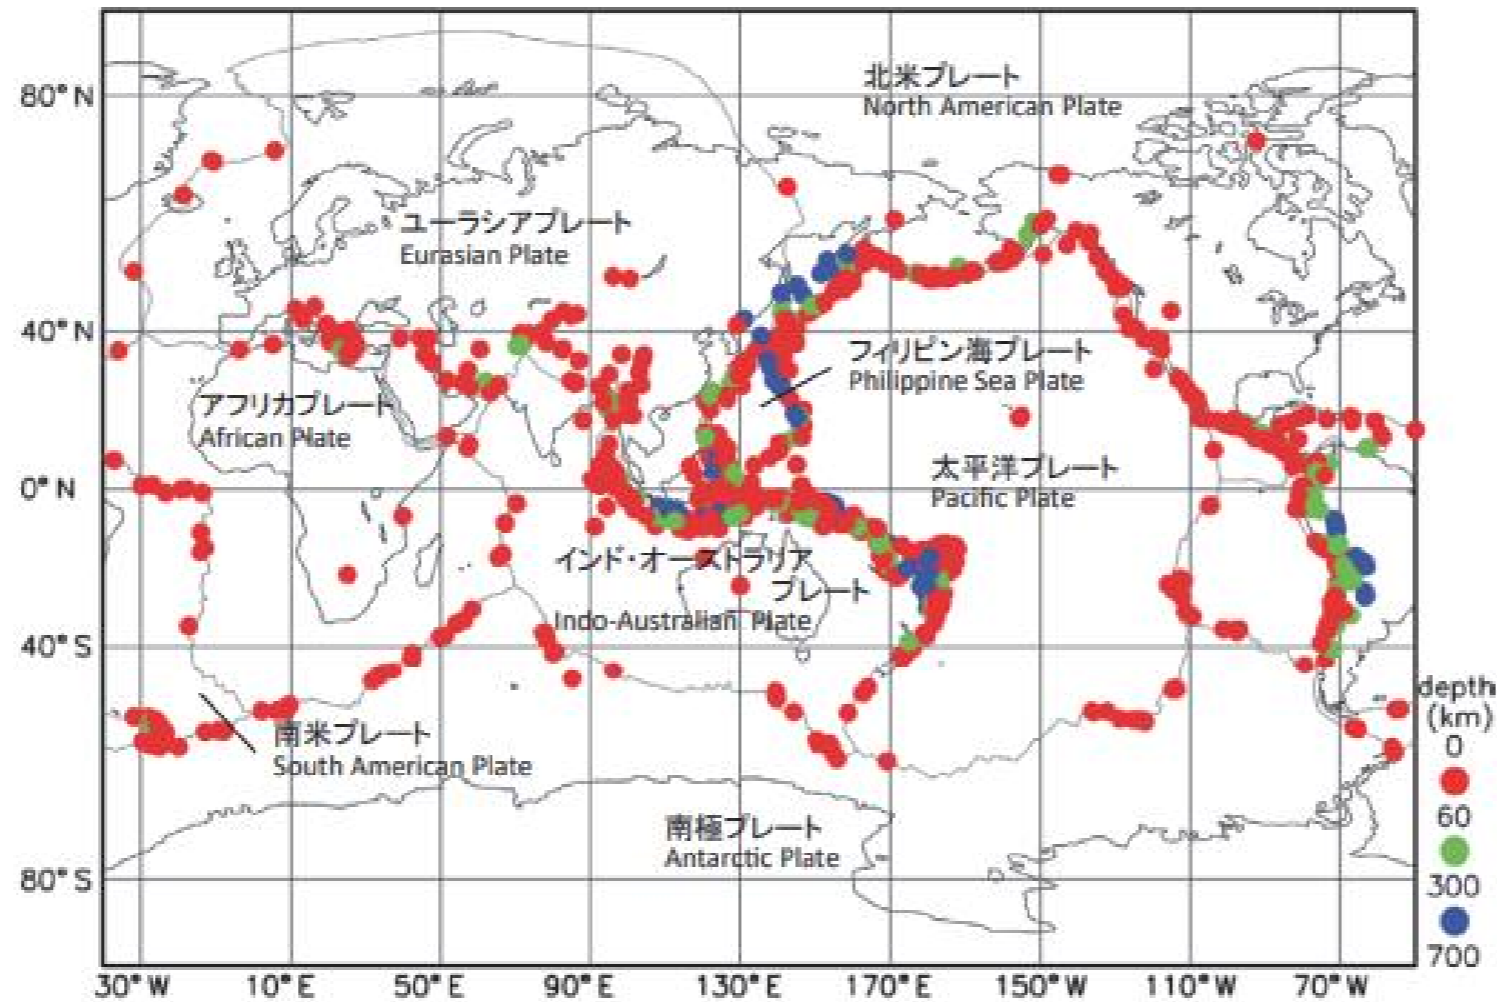 80°N
北米プレート
North American Plate
ユーラシアプレート
Eurasian Plate
40°N
フィリピン海プレート
Philippine Sea Plate
アフリカプレート
African Plate
太平洋プレート
Pacific Plate
0°N
インド・オーストラリア
プレート
Indo-Australian Plate
40°S
南米プレート
South American Plate
南極プレート
Antarctic Plate
80°S
depth
(km)
0
60
300
700
30°W 10°E 50°E 90°E 130°E 170°E 150°W 110°W 70°W